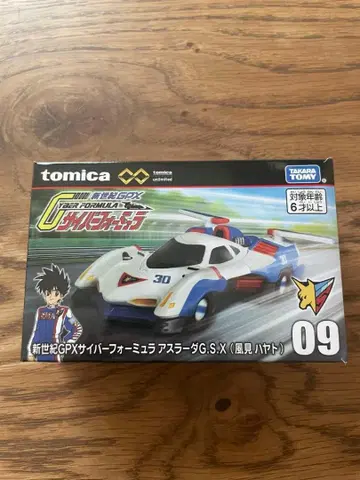 tomica
tomica
unlimited
TAKARA
TOMY
新世紀GPX
CYBER FORMULA
サイバーフォーミュラ
対象年齢
6才以上
30
新世紀GPXサイバーフォーミュラ アスラーダG.S.X(風見ハヤト)
09